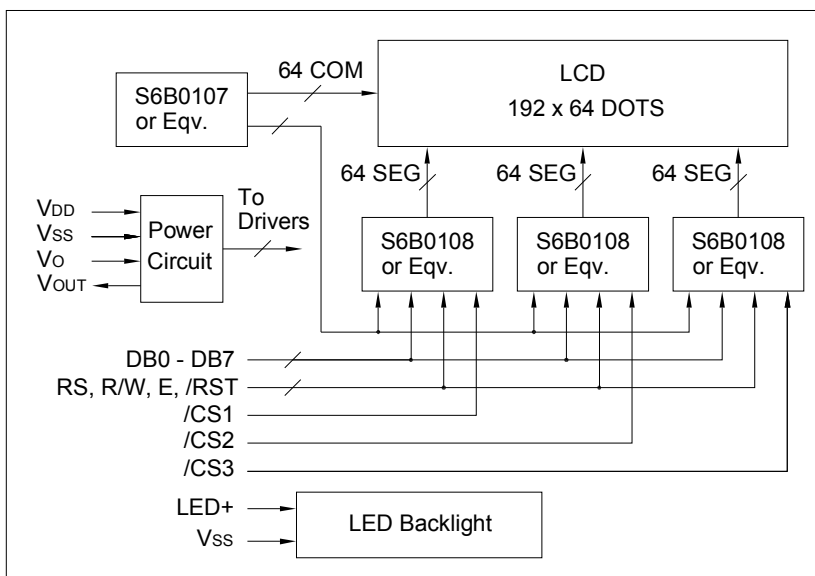 64 COM
S6B0107
or Eqv.
LCD
192 x 64 DOTS
64 SEG
64 SEG
64 SEG
To
Drivers
VDD
VSS
VO
VOUT
Power
Circuit
S6B0108
or Eqv.
S6B0108
or Eqv.
S6B0108
or Eqv.
DB0 - DB7
RS, R/W, E, /RST
/CS1
/CS2
/CS3
LED+
VSS
LED Backlight